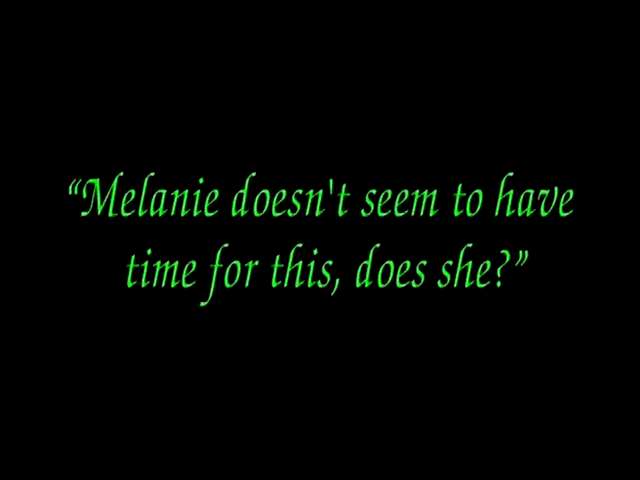 “Melanie doesn't seem to have
time for this, does she?”